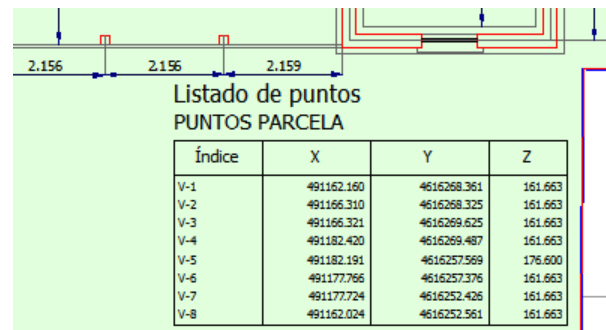 2.156 2.156 2.159
Listado de puntos
PUNTOS PARCELA
Índice X Y Z
V-1 491162.160 4616268.361 161.663
V-2 491166.310 4616268.325 161.663
V-3 491166.321 4616269.625 161.663
V-4 491182.420 4616269.487 161.663
V-5 491182.191 4616257.569 176.600
V-6 491177.766 4616257.376 161.663
V-7 491177.724 4616252.426 161.663
V-8 491162.024 4616252.561 161.663